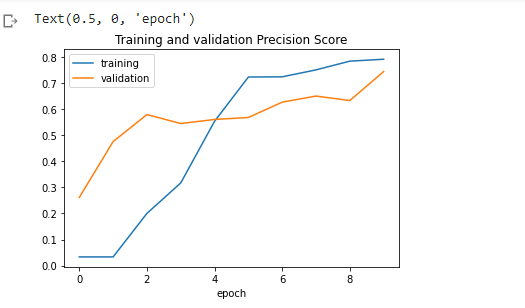 Text(0.5, 0, 'epoch')
Training and validation Precision Score
training
validation
0.8
0.7
0.6
0.5
0.4
0.3
0.2
0.1
0.0
0 2 4 6 8
epoch